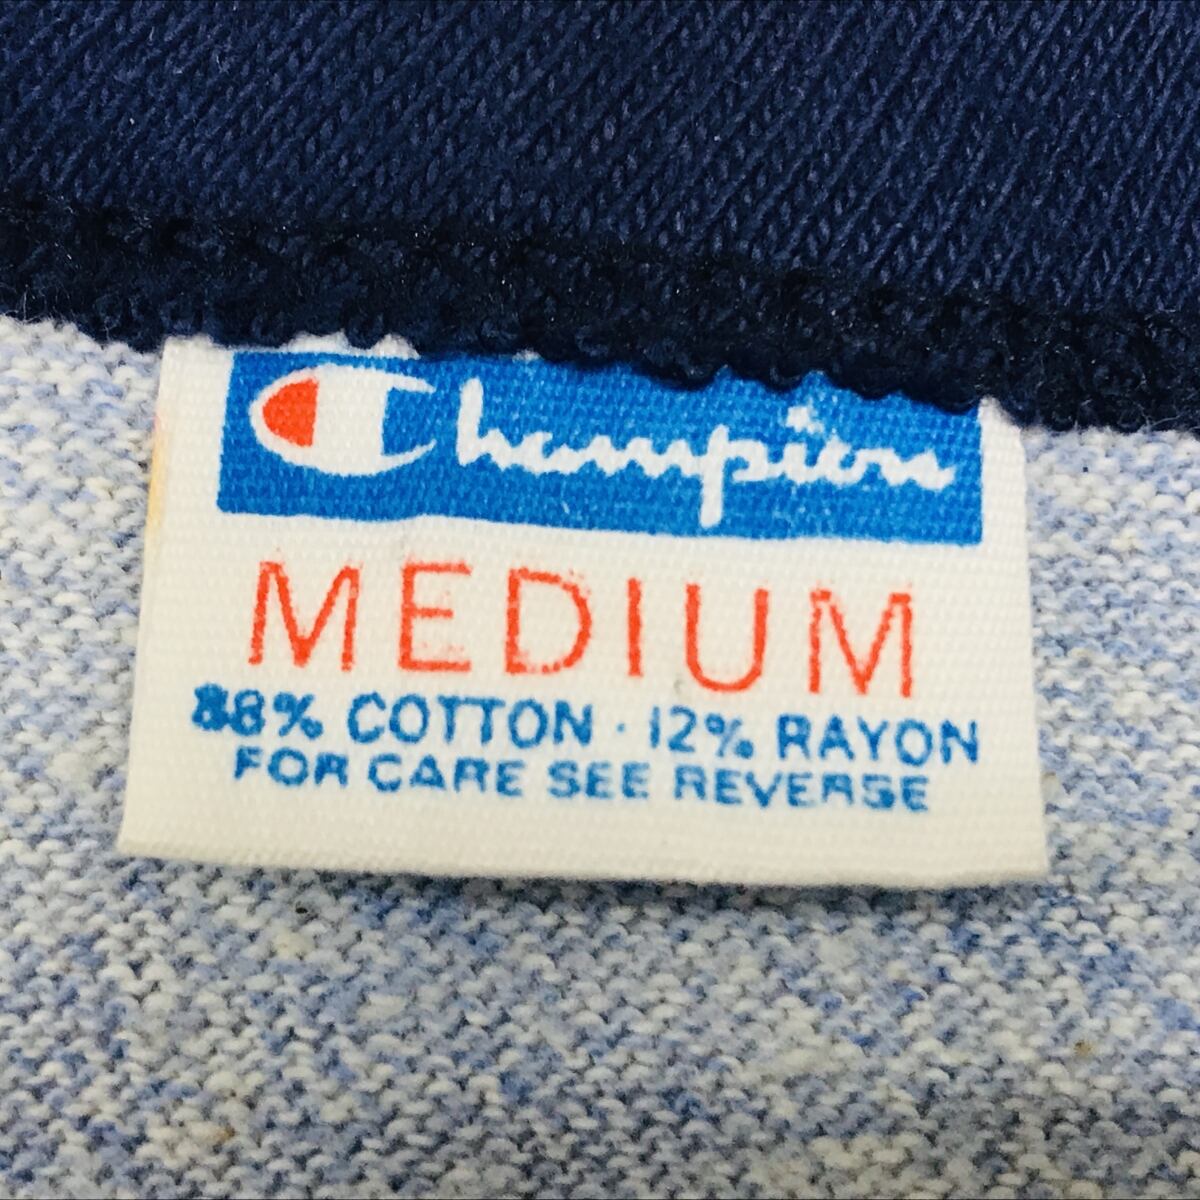 Champion
MEDIUM
88% COTTON · 12% RAYON
FOR CARE SEE REVERSE